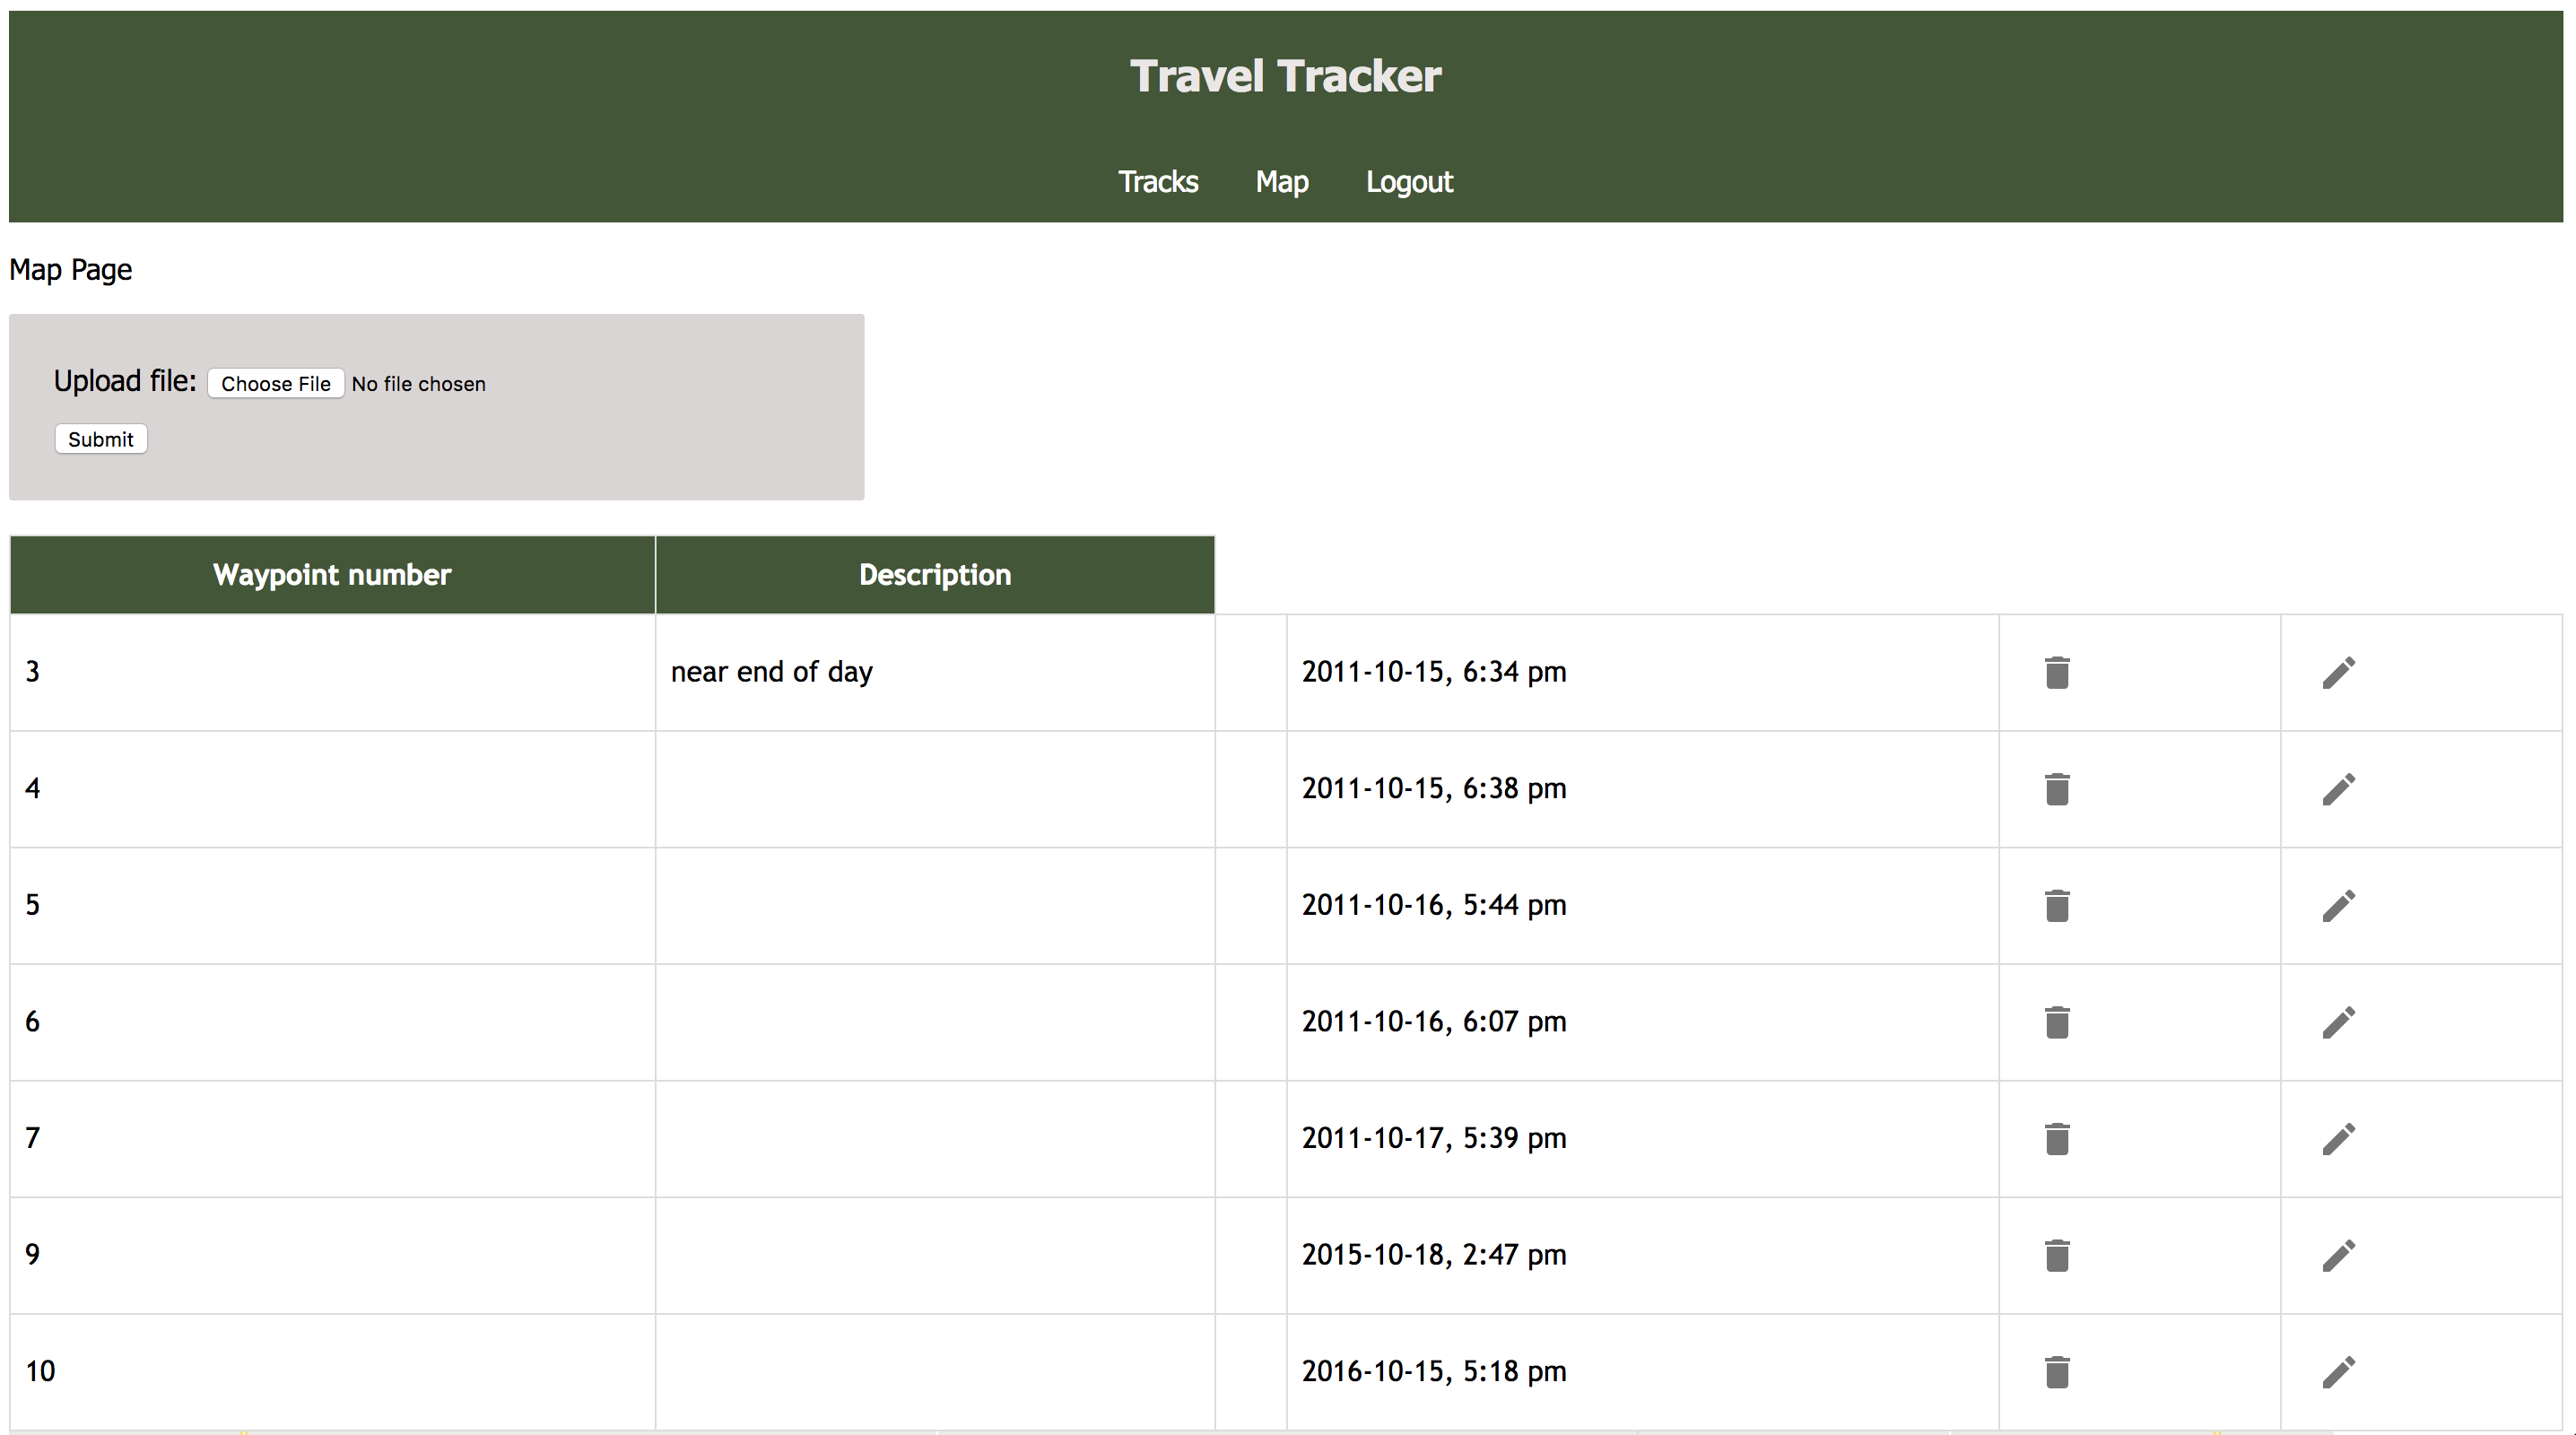 Travel Tracker
Tracks Map Logout
Map Page
Upload file: Choose File No file chosen
Submit
Waypoint number Description
3 near end of day 2011-10-15, 6:34 pm
4 2011-10-15, 6:38 pm
5 2011-10-16, 5:44 pm
6 2011-10-16, 6:07 pm
7 2011-10-17, 5:39 pm
9 2015-10-18, 2:47 pm
10 2016-10-15, 5:18 pm